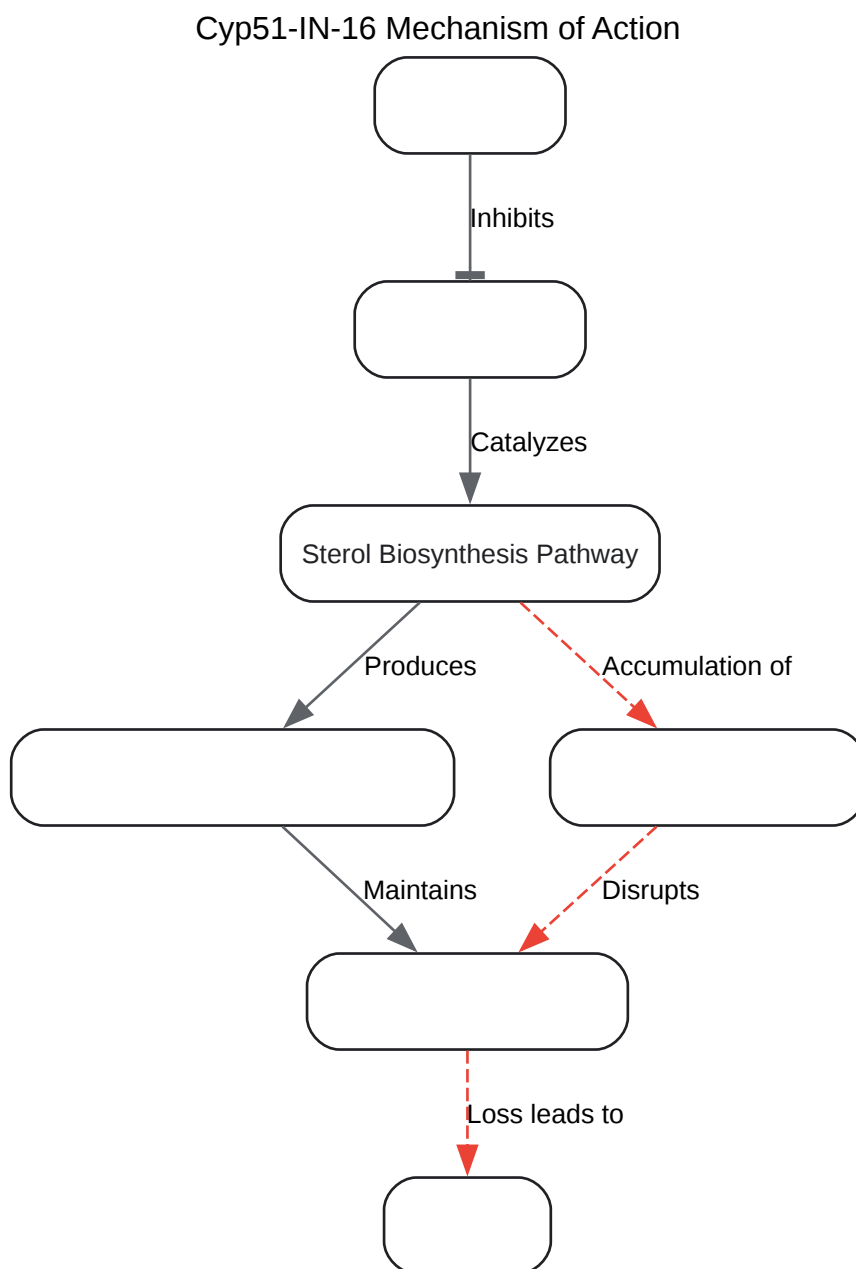 Cyp51-IN-16 Mechanism of Action
Inhibits
Catalyzes
Sterol Biosynthesis Pathway
Produces
Accumulation of
Maintains
Disrupts
Loss leads to